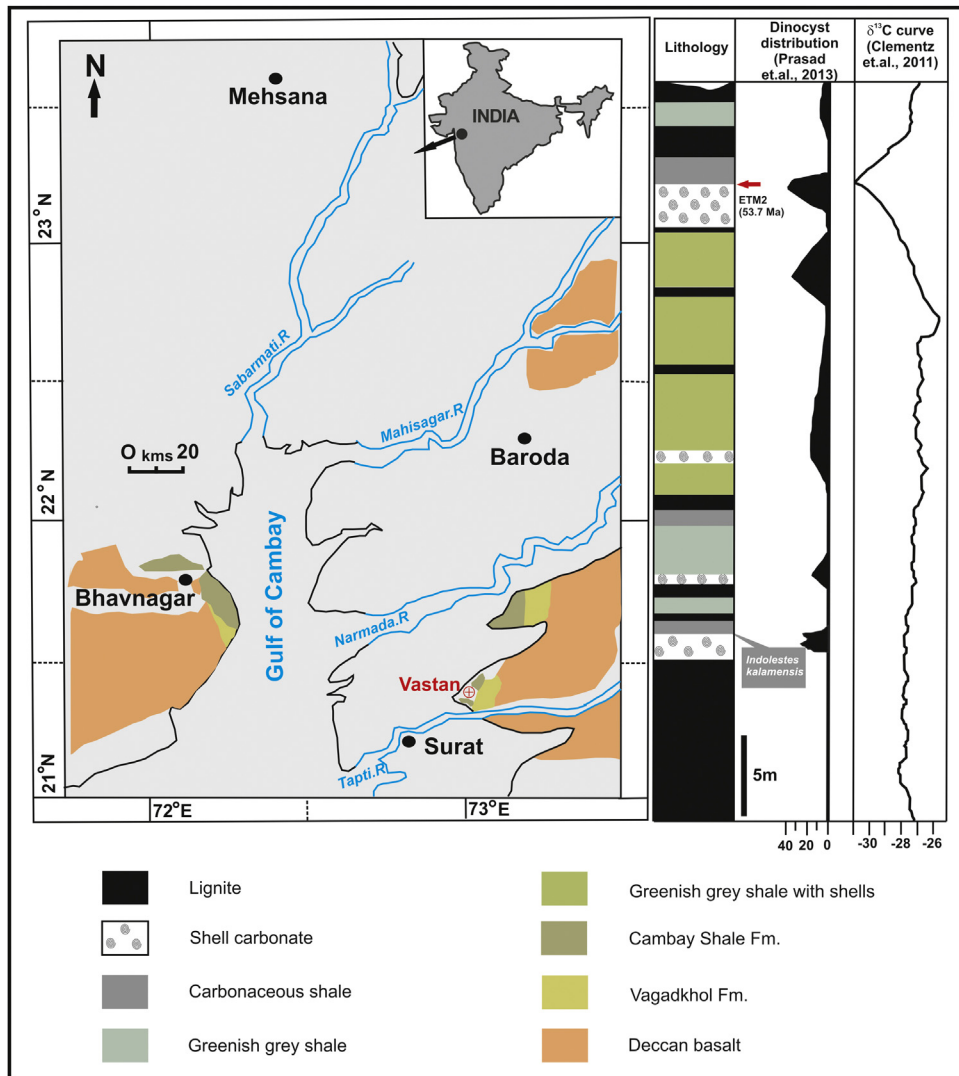 N
Mehsana
INDIA
23°N
Sabarmati.R
Mahisagar.R
O kms 20
Baroda
22°N
Gulf of Cambay
Bhavnagar
Narmada.R
Vastan
Surat
Tapti.R
21°N
72°E
73°E
Lithology
Dinocyst
distribution
(Prasad
et.al., 2013)
δ13C curve
(Clementz
et.al., 2011)
ETM2
(53.7 Ma)
Indolestes
kalamensis
5m
40 20 0
-30 -28 -26
Lignite
Shell carbonate
Carbonaceous shale
Greenish grey shale
Greenish grey shale with shells
Cambay Shale Fm.
Vagadkhol Fm.
Deccan basalt